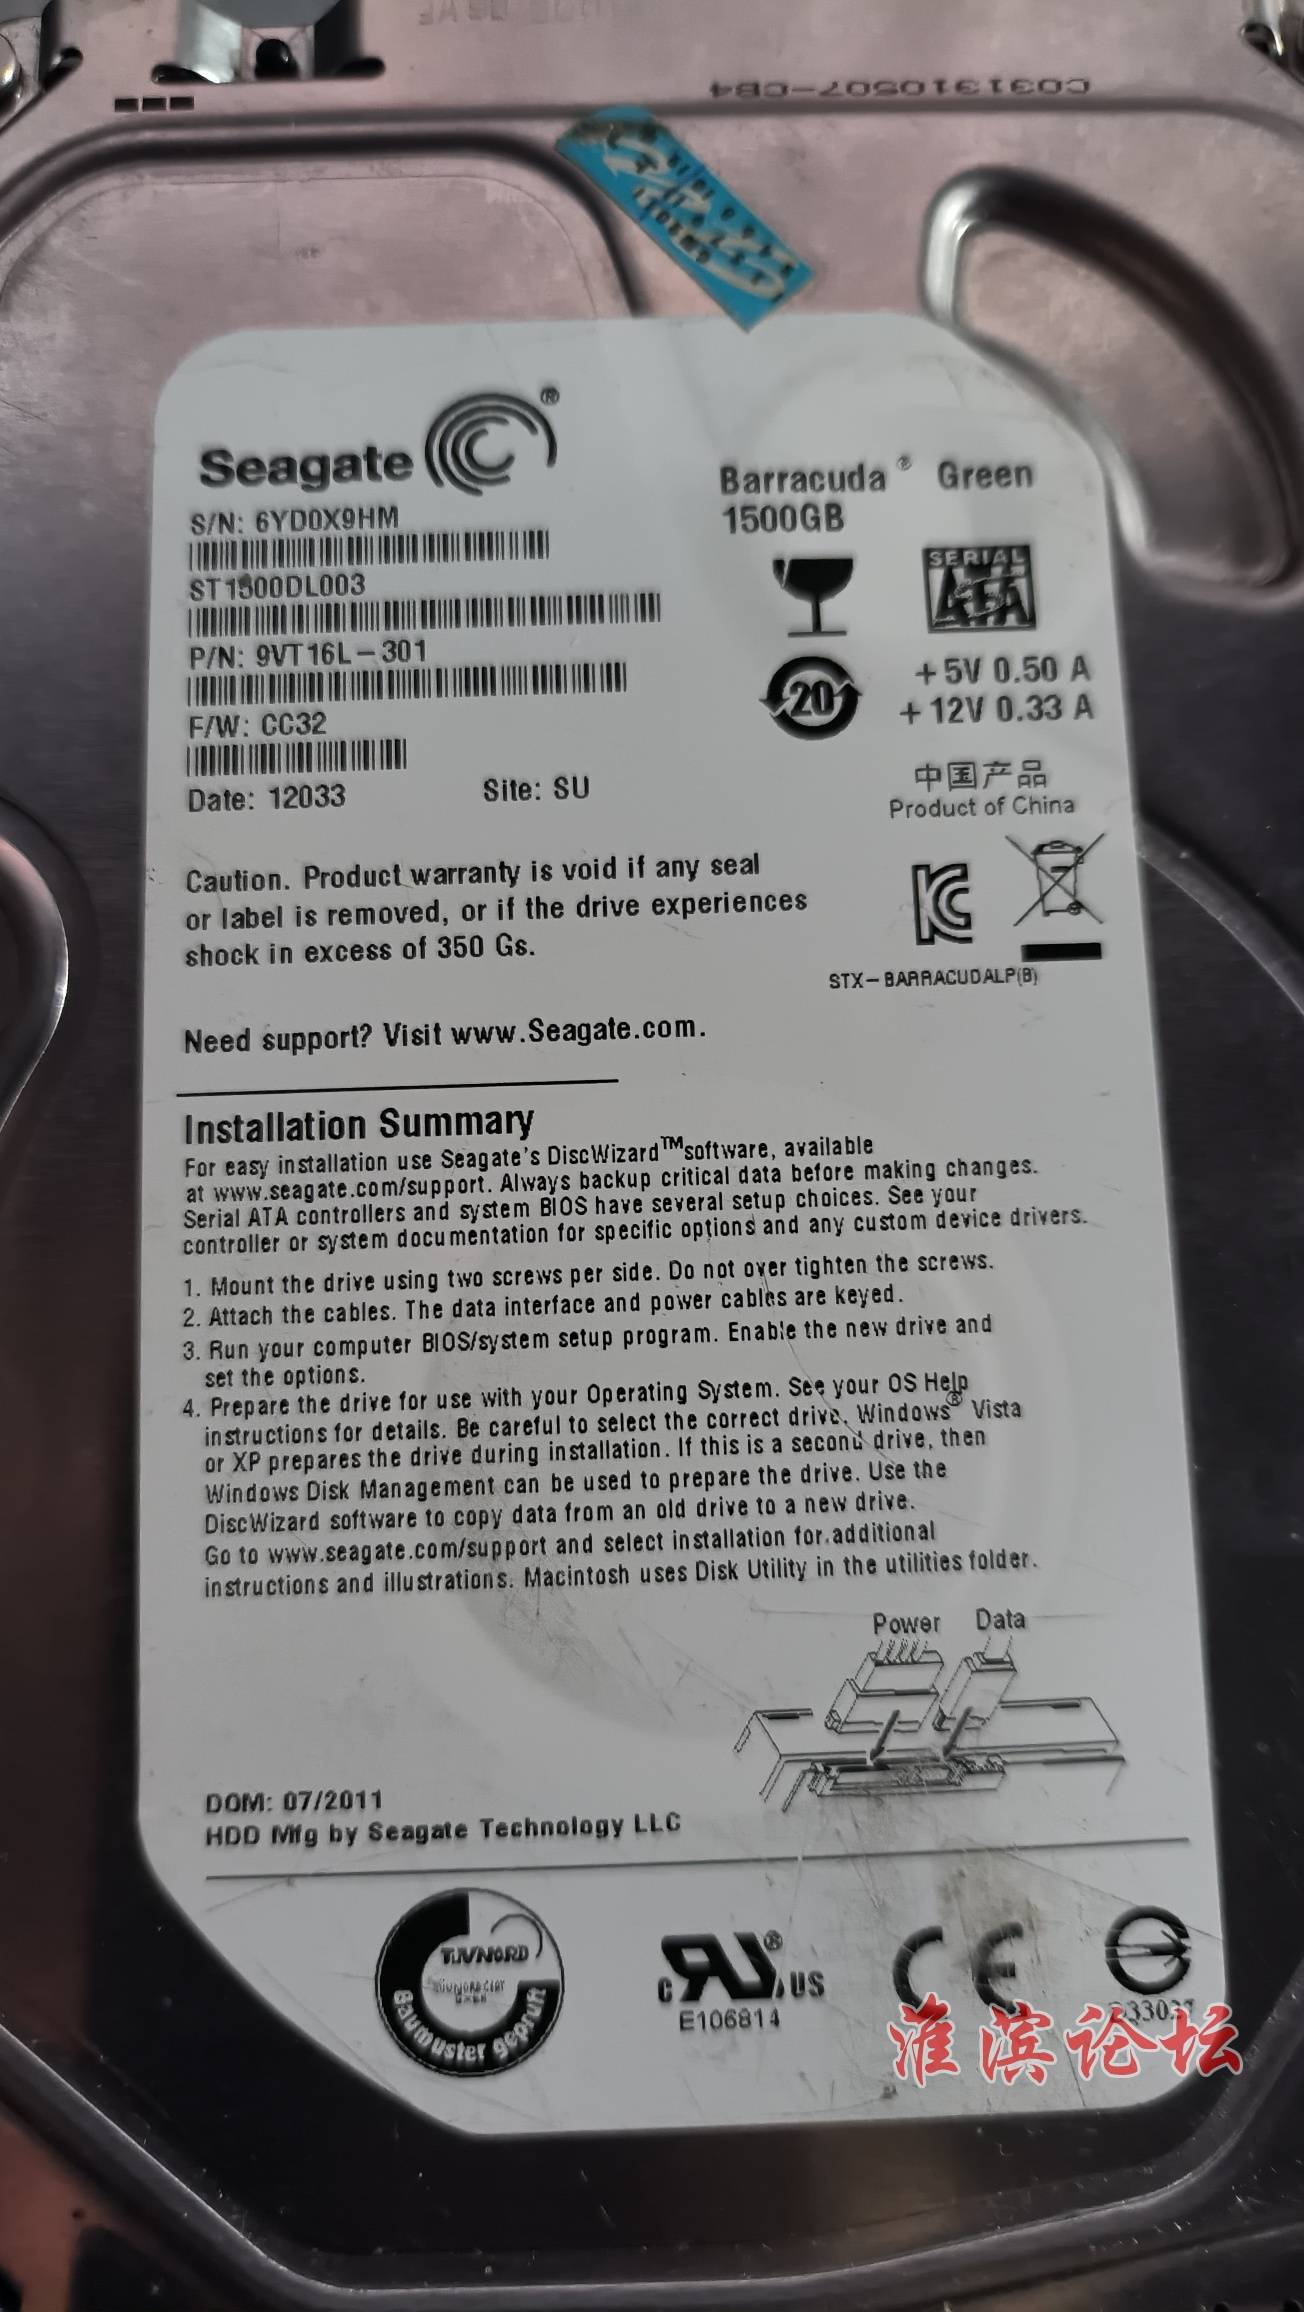 C031310507-CB4
Seagate®
Barracuda® Green
1500GB
S/N: 6YD0X9HM
ST1500DL003
P/N: 9VT16L-301
F/W: CC32
Date: 12033 Site: SU
SERIAL
ATA
20
+5V 0.50 A
+12V 0.33 A
中国产品
Product of China
Caution. Product warranty is void if any seal
or label is removed, or if the drive experiences
shock in excess of 350 Gs.
STX-BARRACUDALP(B)
Need support? Visit www.Seagate.com.
Installation Summary
For easy installation use Seagate's DiscWizard™software, available
at www.seagate.com/support. Always backup critical data before making changes.
Serial ATA controllers and system BIOS have several setup choices. See your
controller or system documentation for specific options and any custom device drivers.
1. Mount the drive using two screws per side. Do not over tighten the screws.
2. Attach the cables. The data interface and power cables are keyed.
3. Run your computer BIOS/system setup program. Enable the new drive and
set the options.
4. Prepare the drive for use with your Operating System. See your OS Help
instructions for details. Be careful to select the correct drive. Windows® Vista
or XP prepares the drive during installation. If this is a second drive, then
Windows Disk Management can be used to prepare the drive. Use the
DiscWizard software to copy data from an old drive to a new drive.
Go to www.seagate.com/support and select installation for additional
instructions and illustrations. Macintosh uses Disk Utility in the utilities folder.
Power Data
DOM: 07/2011
HDD Mfg by Seagate Technology LLC
TÜVNORD
Baumuster geprüft
C RU® US
E106814
CE
淮滨论坛